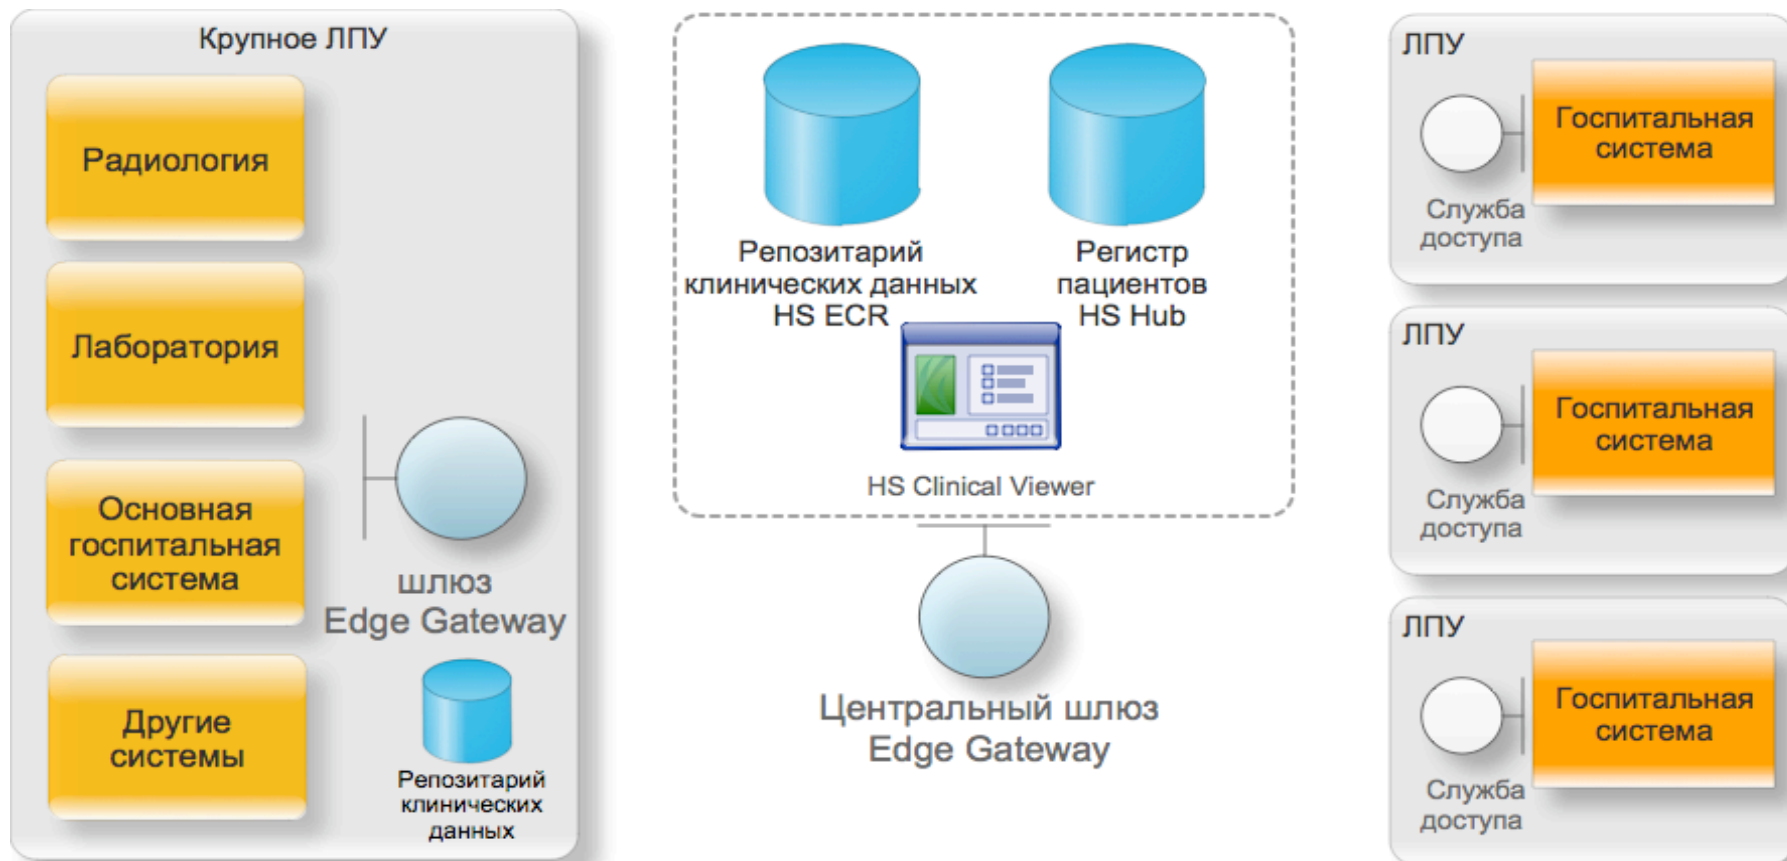 Крупное ЛПУ
Радиология
Лаборатория
Основная
госпитальная
система
Другие
системы
шлюз
Edge Gateway
Репозитарий
клинических
данных
Репозитарий
клинических данных
HS ECR
Регистр
пациентов
HS Hub
HS Clinical Viewer
Центральный шлюз
Edge Gateway
ЛПУ
Служба
доступа
Госпитальная
система
ЛПУ
Служба
доступа
Госпитальная
система
ЛПУ
Служба
доступа
Госпитальная
система